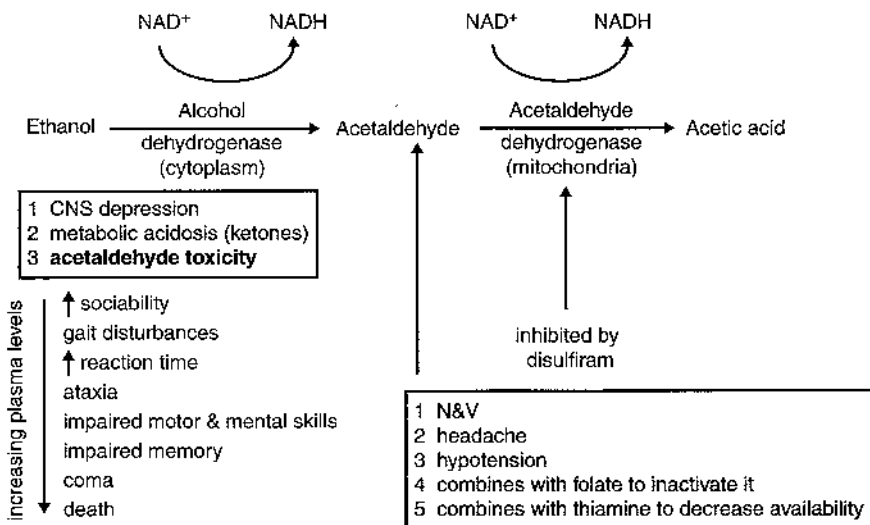 NAD+ NADH NAD+ NADH
Ethanol Alcohol dehydrogenase (cytoplasm) Acetaldehyde Acetaldehyde dehydrogenase (mitochondria) Acetic acid
1 CNS depression
2 metabolic acidosis (ketones)
3 acetaldehyde toxicity
increasing plasma levels
↑ sociability
gait disturbances
↑ reaction time
ataxia
impaired motor & mental skills
impaired memory
coma
death
inhibited by
disulfiram
1 N&V
2 headache
3 hypotension
4 combines with folate to inactivate it
5 combines with thiamine to decrease availability